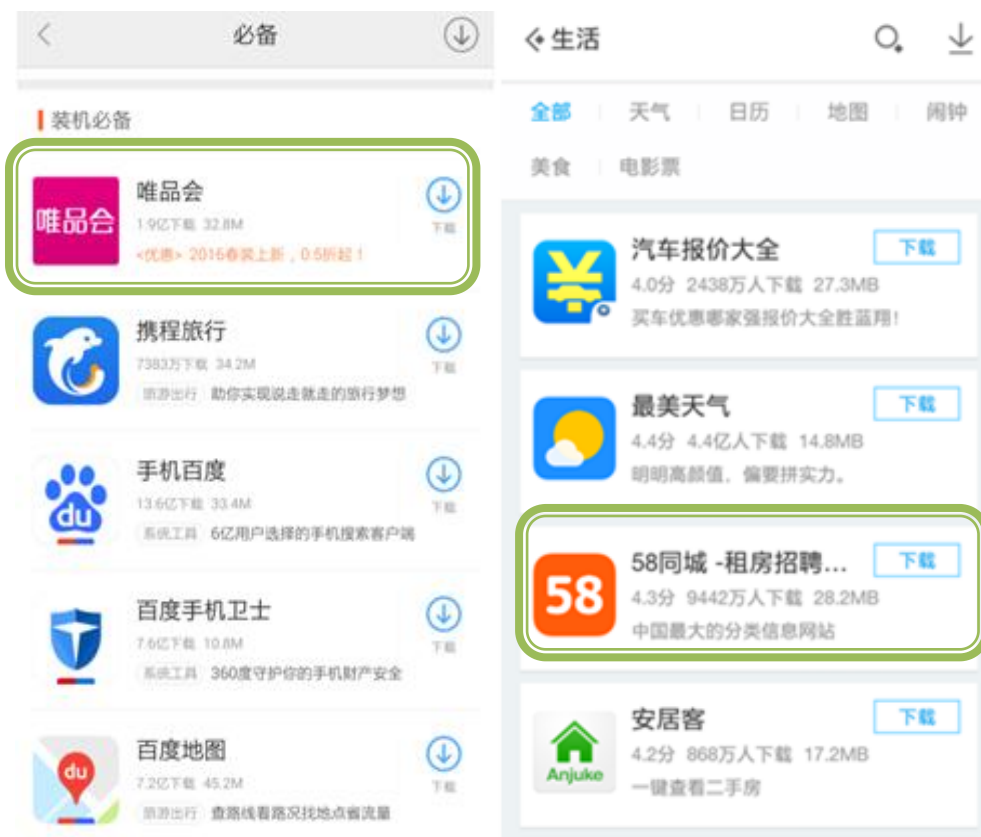 必备
装机必备
唯品会
唯品会
1.9亿下载 32.8M
下载
<优惠> 2016春装上新，0.5折起！
携程旅行
7383万下载 34.2M
下载
旅游出行 助你实现说走就走的旅行梦想
手机百度
du
13.6亿下载 33.4M
下载
系统工具 6亿用户选择的手机搜索客户端
百度手机卫士
7.6亿下载 10.8M
下载
系统工具 360度守护你的手机财产安全
百度地图
du
7.2亿下载 45.2M
下载
旅游出行 查路线看路况找地点省流量
生活
全部 天气 日历 地图 闹钟
美食 电影票
汽车报价大全 下载
4.0分 2438万人下载 27.3MB
买车优惠哪家强报价大全胜蓝翔!
最美天气 下载
4.4分 4.4亿人下载 14.8MB
明明高颜值，偏要拼实力。
58同城 -租房招聘... 下载
58
4.3分 9442万人下载 28.2MB
中国最大的分类信息网站
安居客 下载
4.2分 868万人下载 17.2MB
Anjuke
一键查看二手房